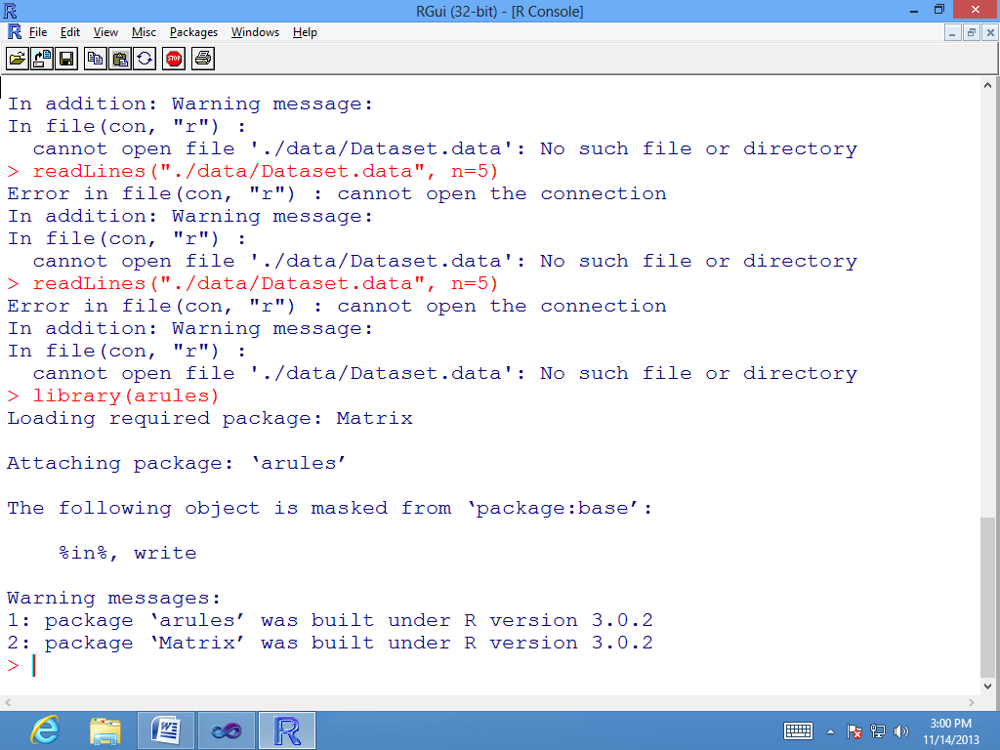 RGui (32-bit) - [R Console]
File Edit View Misc Packages Windows Help
STOP
In addition: Warning message:
In file(con, "r") :
  cannot open file './data/Dataset.data': No such file or directory
> readLines("./data/Dataset.data", n=5)
Error in file(con, "r") : cannot open the connection
In addition: Warning message:
In file(con, "r") :
  cannot open file './data/Dataset.data': No such file or directory
> readLines("./data/Dataset.data", n=5)
Error in file(con, "r") : cannot open the connection
In addition: Warning message:
In file(con, "r") :
  cannot open file './data/Dataset.data': No such file or directory
> library(arules)
Loading required package: Matrix
Attaching package: ‘arules’
The following object is masked from ‘package:base’:
    %in%, write
Warning messages:
1: package ‘arules’ was built under R version 3.0.2
2: package ‘Matrix’ was built under R version 3.0.2
>
3:00 PM
11/14/2013